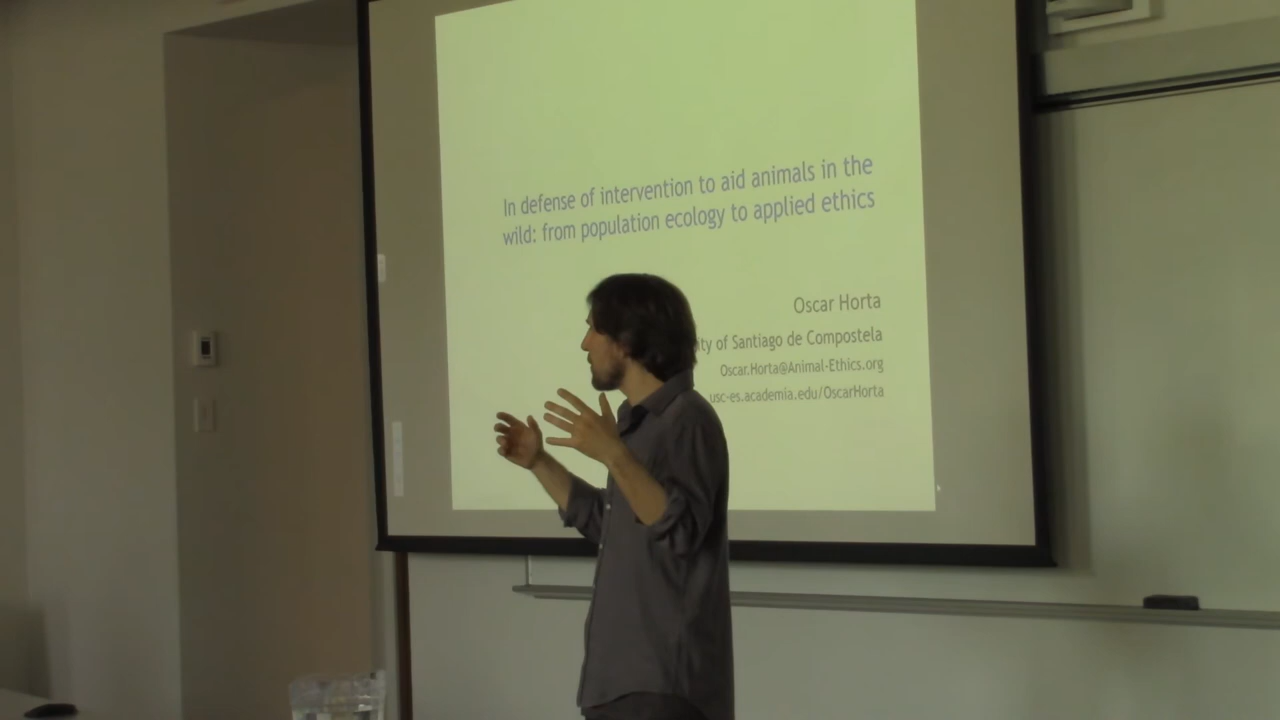 In defense of intervention to aid animals in the
wild: from population ecology to applied ethics
Oscar Horta
ty of Santiago de Compostela
Oscar.Horta@Animal-Ethics.org
usc-es.academia.edu/OscarHorta